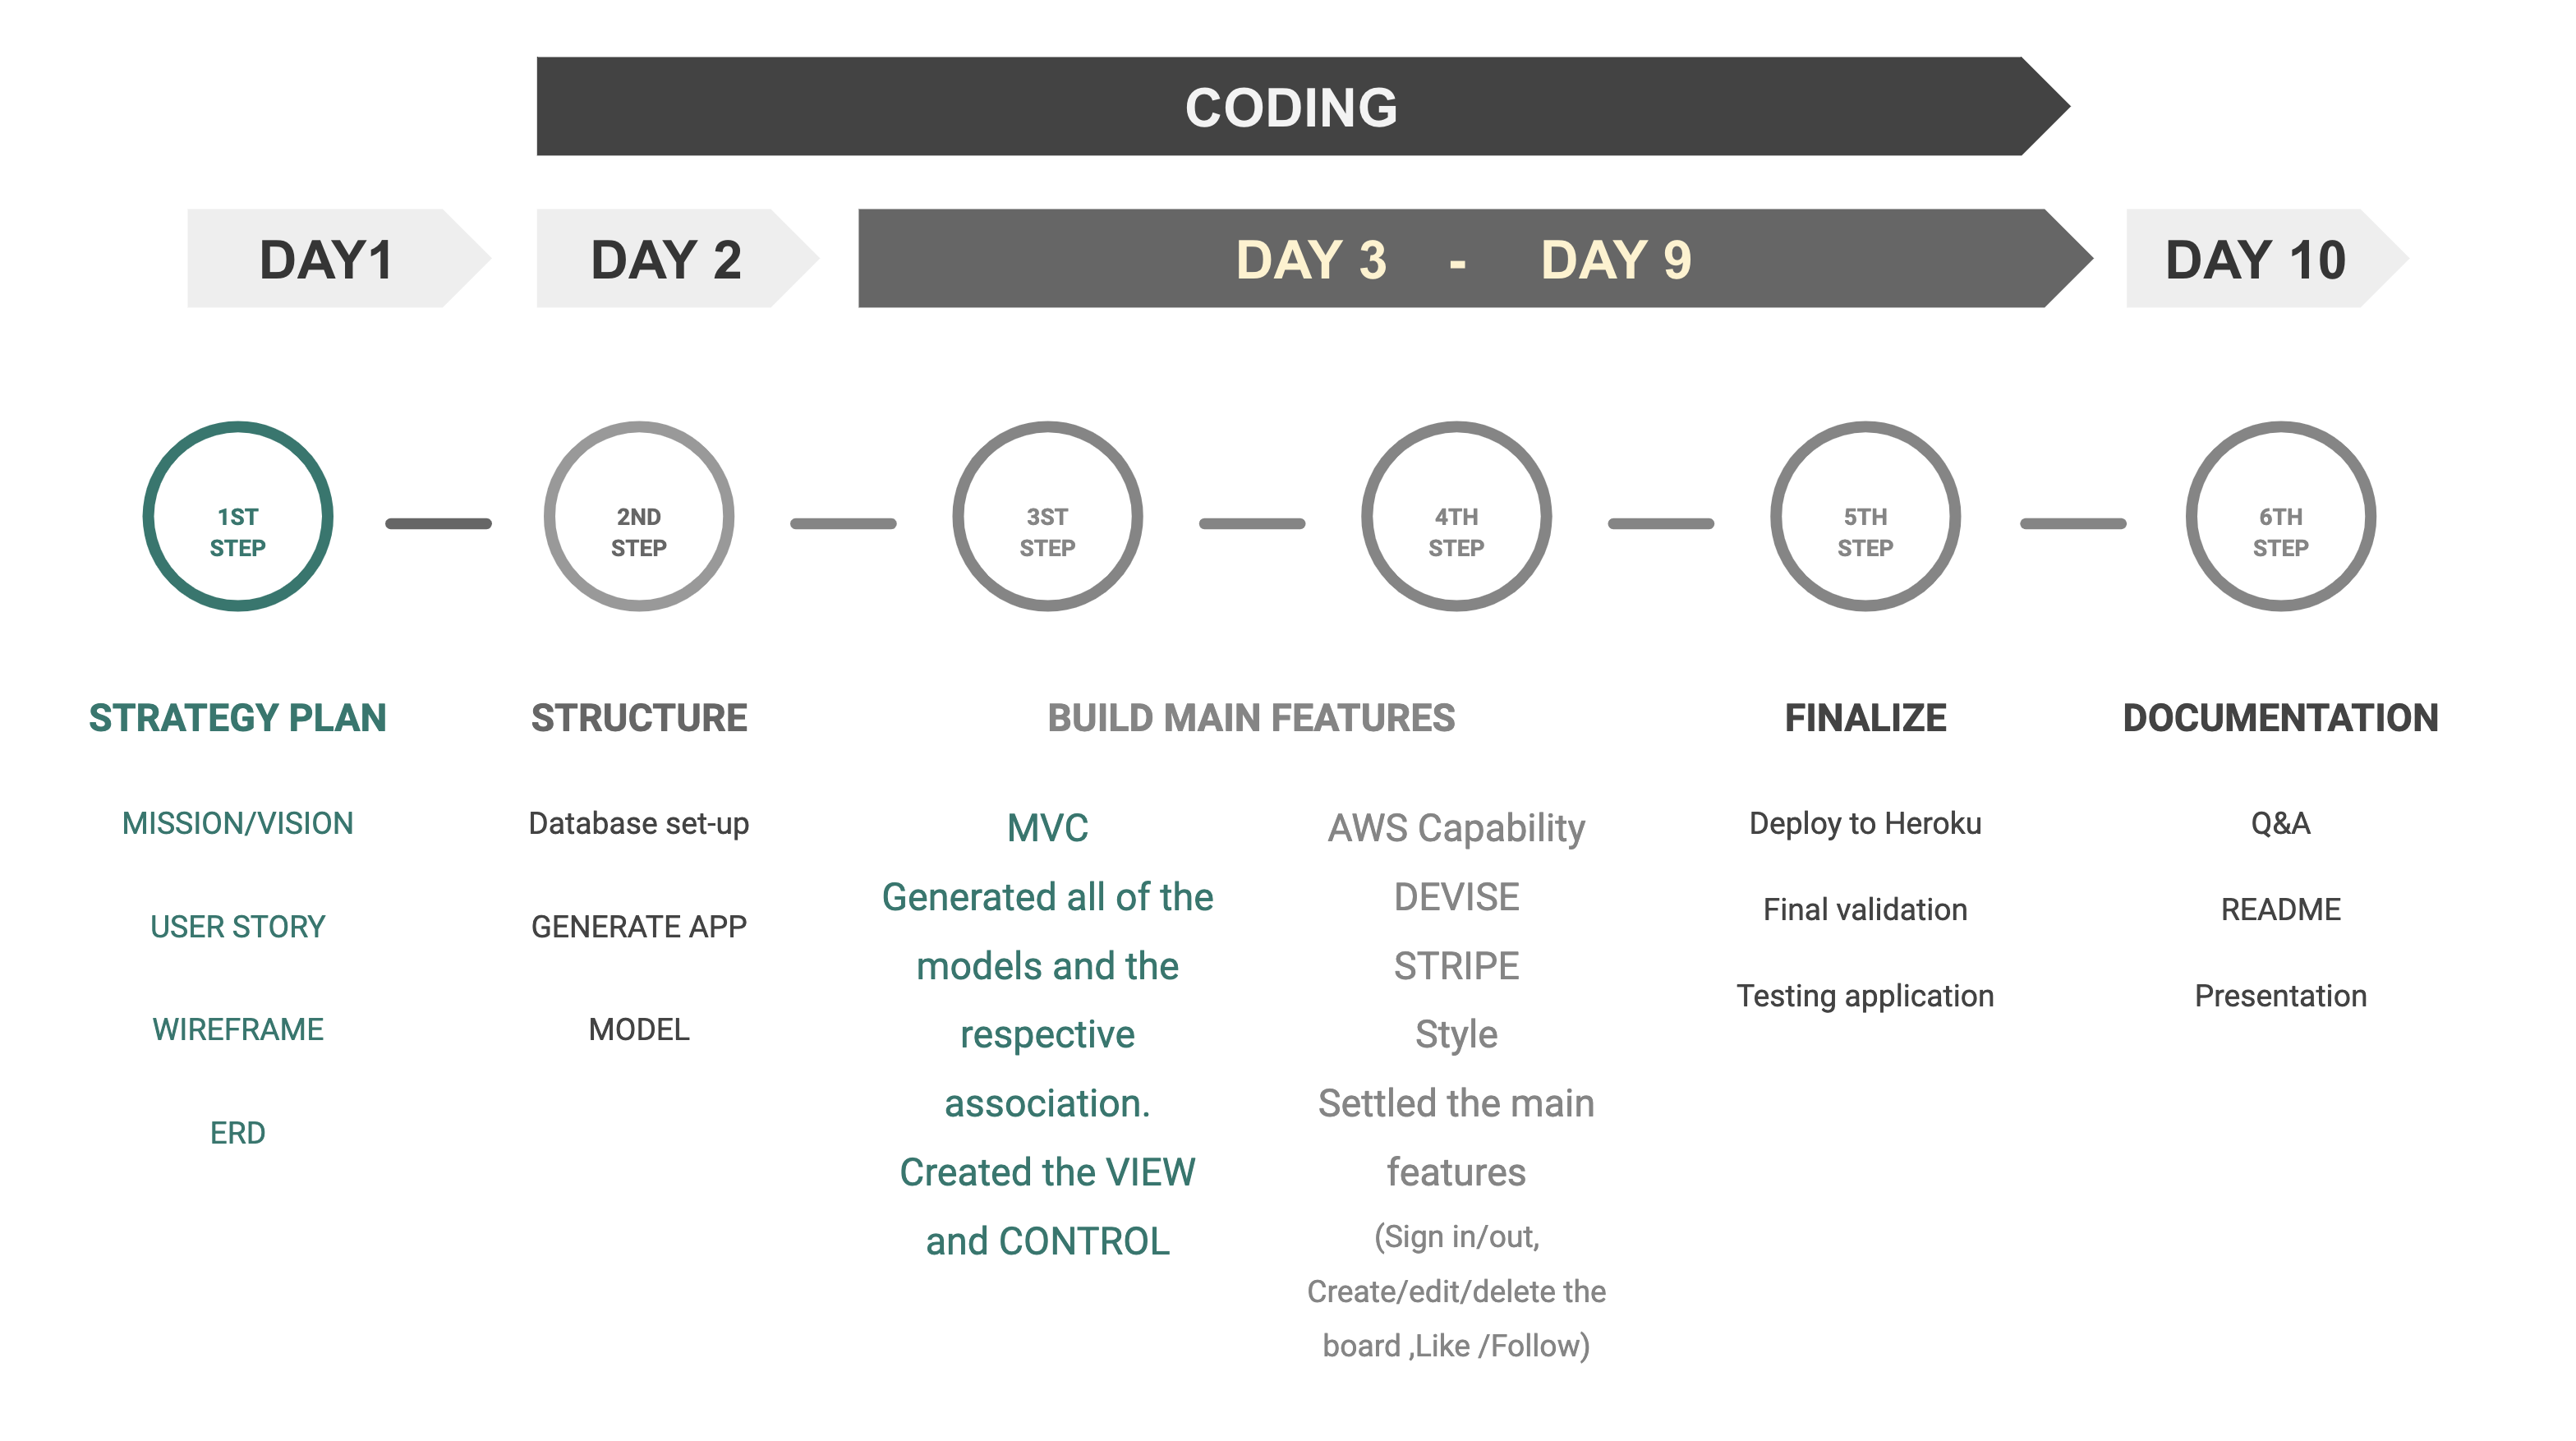 CODING
DAY1
DAY 2
DAY 3 - DAY 9
DAY 10
1ST
STEP
2ND
STEP
3ST
STEP
4TH
STEP
5TH
STEP
6TH
STEP
STRATEGY PLAN
MISSION/VISION
USER STORY
WIREFRAME
ERD
STRUCTURE
Database set-up
GENERATE APP
MODEL
BUILD MAIN FEATURES
MVC
Generated all of the
models and the
respective
association.
Created the VIEW
and CONTROL
AWS Capability
DEVISE
STRIPE
Style
Settled the main
features
(Sign in/out,
Create/edit/delete the
board ,Like /Follow)
FINALIZE
Deploy to Heroku
Final validation
Testing application
DOCUMENTATION
Q&A
README
Presentation